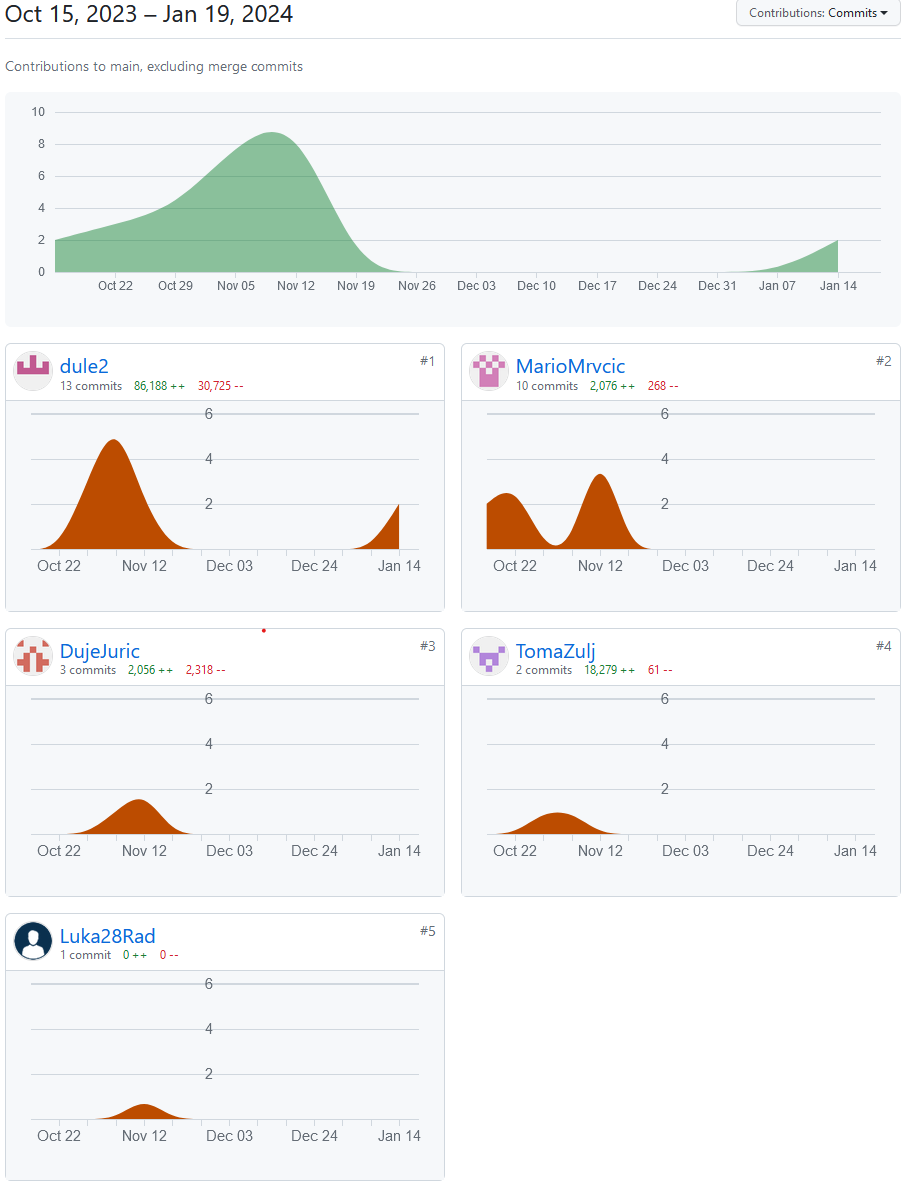 Oct 15, 2023 – Jan 19, 2024
Contributions: Commits
Contributions to main, excluding merge commits
10
8
6
4
2
0
Oct 22 Oct 29 Nov 05 Nov 12 Nov 19 Nov 26 Dec 03 Dec 10 Dec 17 Dec 24 Dec 31 Jan 07 Jan 14
dule2 #1
13 commits 86,188 ++ 30,725 --
6
4
2
Oct 22 Nov 12 Dec 03 Dec 24 Jan 14
MarioMrvcic #2
10 commits 2,076 ++ 268 --
6
4
2
Oct 22 Nov 12 Dec 03 Dec 24 Jan 14
DujeJuric #3
3 commits 2,056 ++ 2,318 --
6
4
2
Oct 22 Nov 12 Dec 03 Dec 24 Jan 14
TomaZulj #4
2 commits 18,279 ++ 61 --
6
4
2
Oct 22 Nov 12 Dec 03 Dec 24 Jan 14
Luka28Rad #5
1 commit 0 ++ 0 --
6
4
2
Oct 22 Nov 12 Dec 03 Dec 24 Jan 14